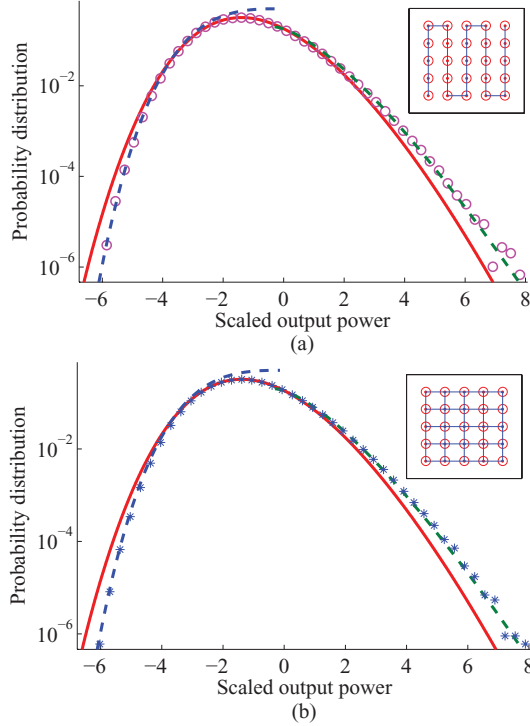 10⁻²
10⁻⁴
10⁻⁶
Probability distribution
−6 −4 −2 0 2 4 6 8
Scaled output power
(a)
10⁻²
10⁻⁴
10⁻⁶
Probability distribution
−6 −4 −2 0 2 4 6 8
Scaled output power
(b)